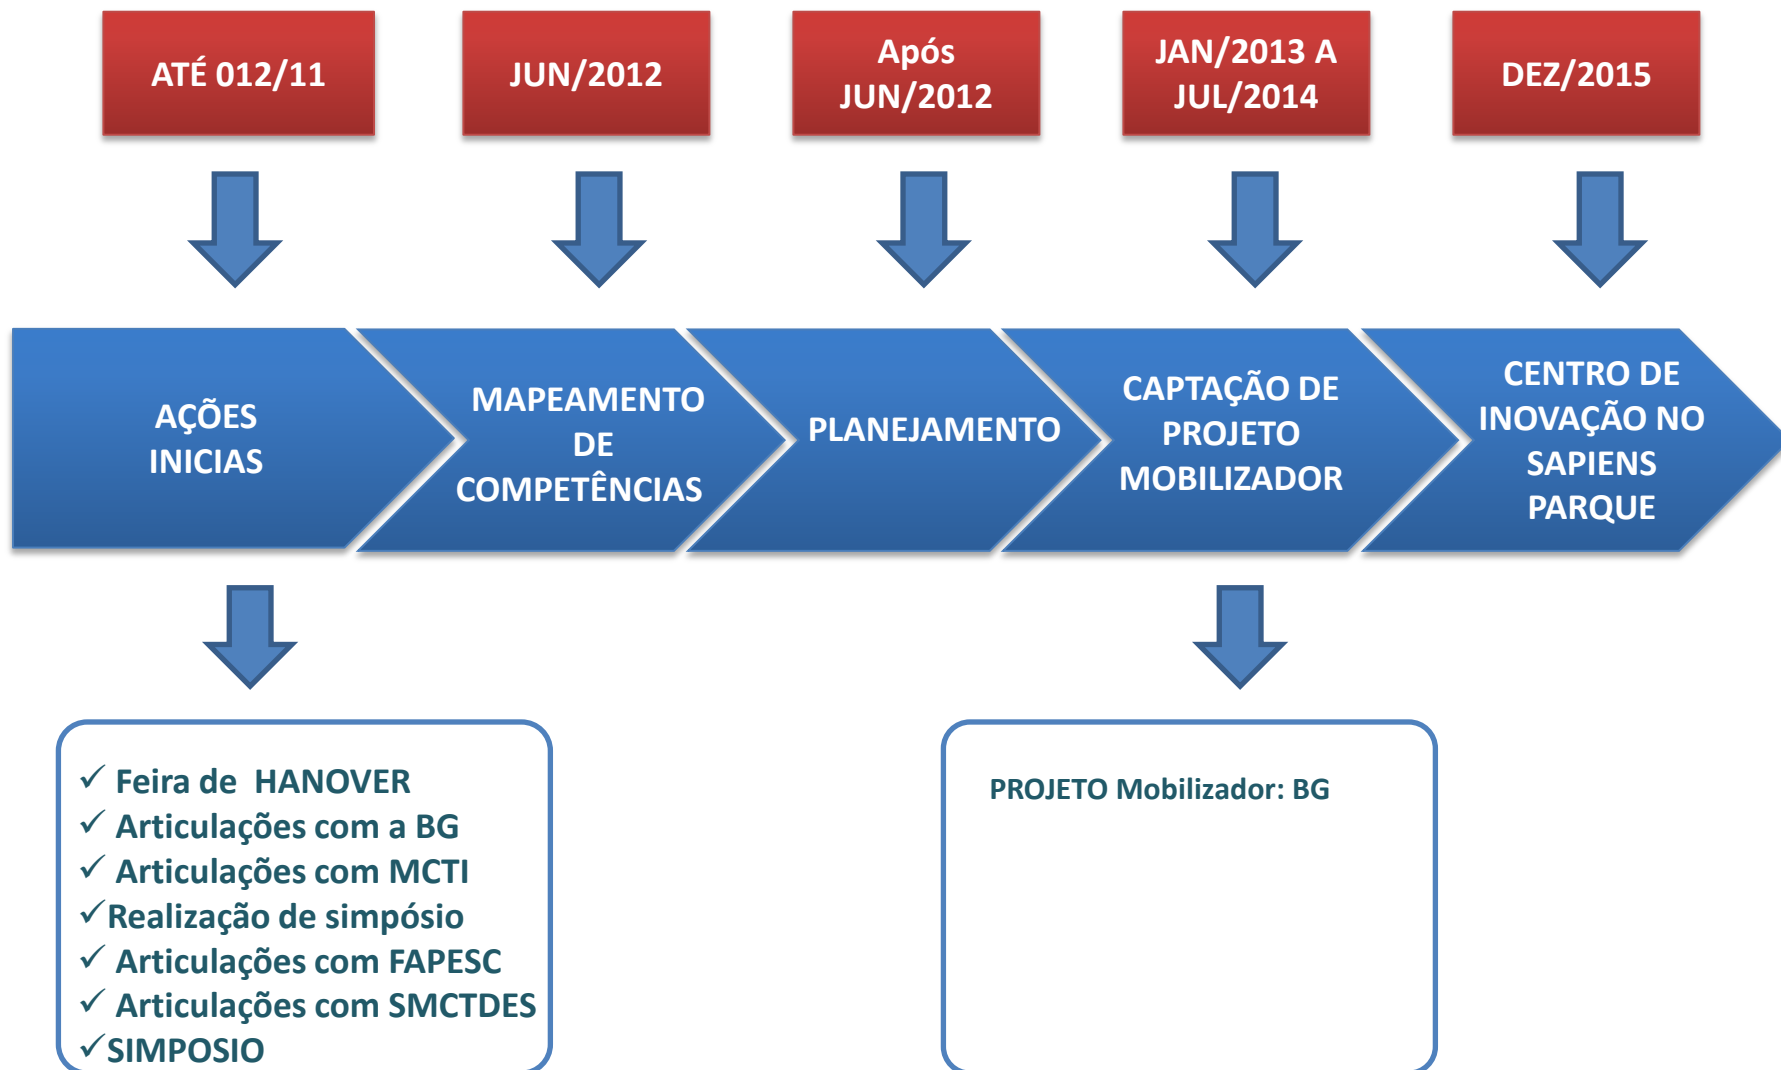 ATÉ 012/11
JUN/2012
Após
JUN/2012
JAN/2013 A
JUL/2014
DEZ/2015
AÇÕES
INICIAS
MAPEAMENTO
DE
COMPETÊNCIAS
PLANEJAMENTO
CAPTAÇÃO DE
PROJETO
MOBILIZADOR
CENTRO DE
INOVAÇÃO NO
SAPIENS
PARQUE
✓ Feira de HANOVER
✓ Articulações com a BG
✓ Articulações com MCTI
✓Realização de simpósio
✓ Articulações com FAPESC
✓ Articulações com SMCTDES
✓SIMPOSIO
PROJETO Mobilizador: BG